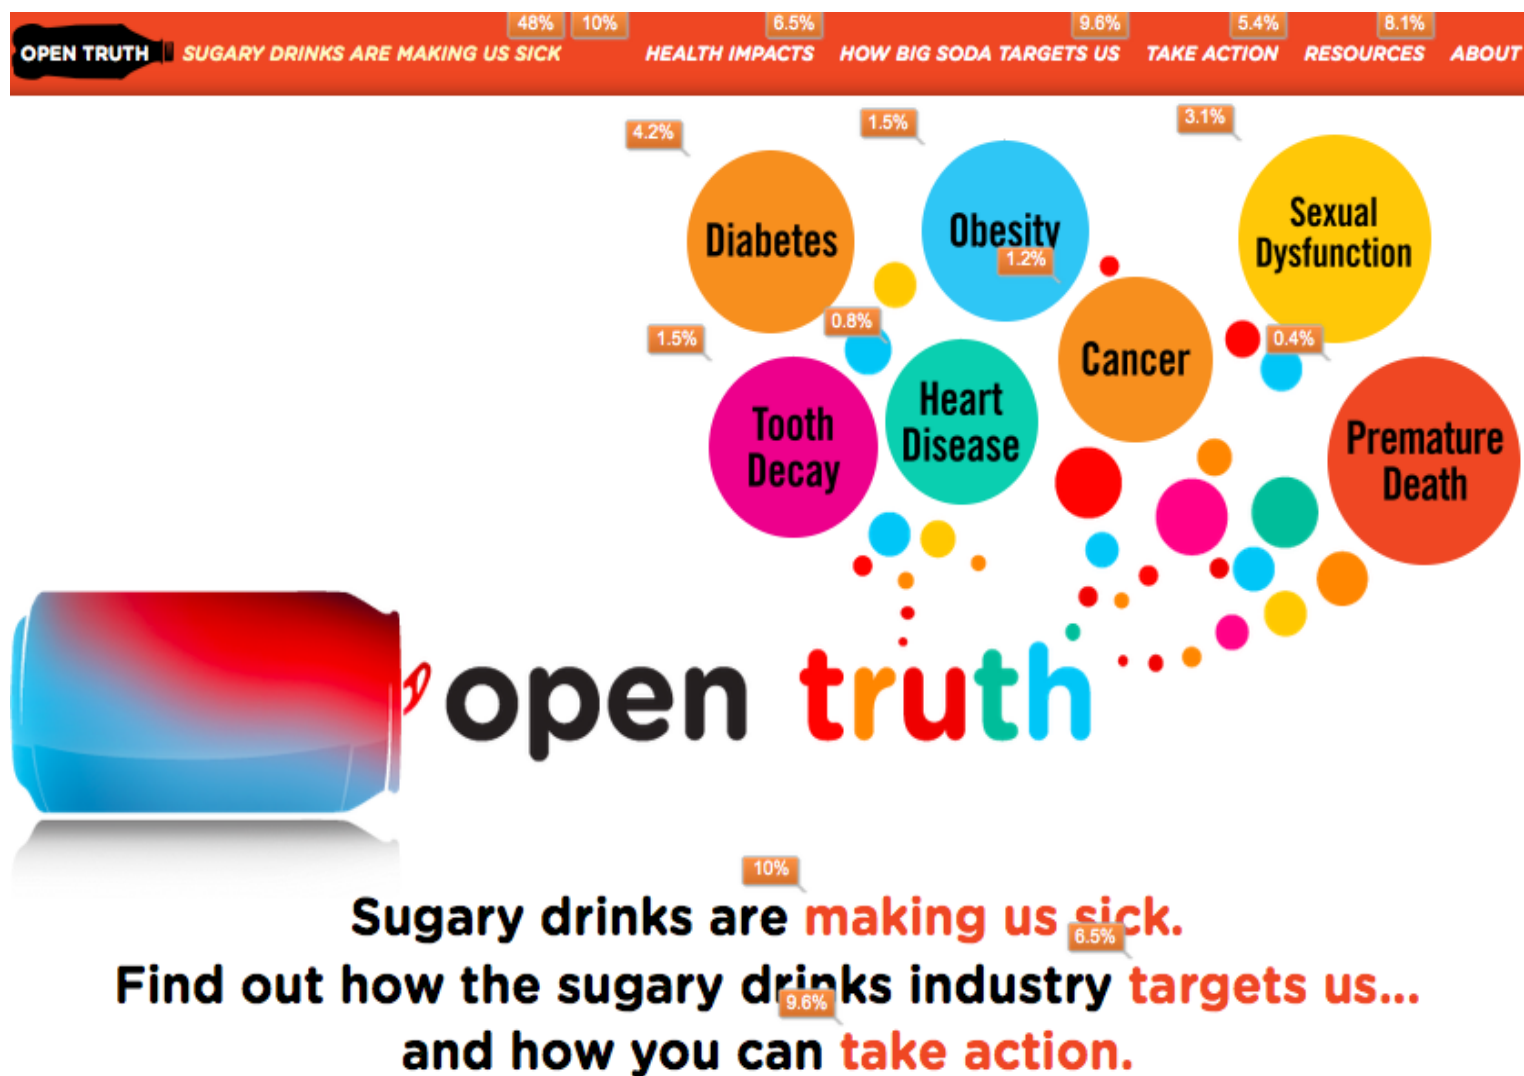 48% 10% 6.5% 9.6% 5.4% 8.1%
OPEN TRUTH SUGARY DRINKS ARE MAKING US SICK HEALTH IMPACTS HOW BIG SODA TARGETS US TAKE ACTION RESOURCES ABOUT
4.2%
1.5%
3.1%
Diabetes
Obesity
Sexual
Dysfunction
1.2%
1.5%
0.8%
0.4%
Tooth
Decay
Heart
Disease
Cancer
Premature
Death
open truth
10%
Sugary drinks are making us sick.
6.5%
Find out how the sugary drinks industry targets us...
9.6%
and how you can take action.